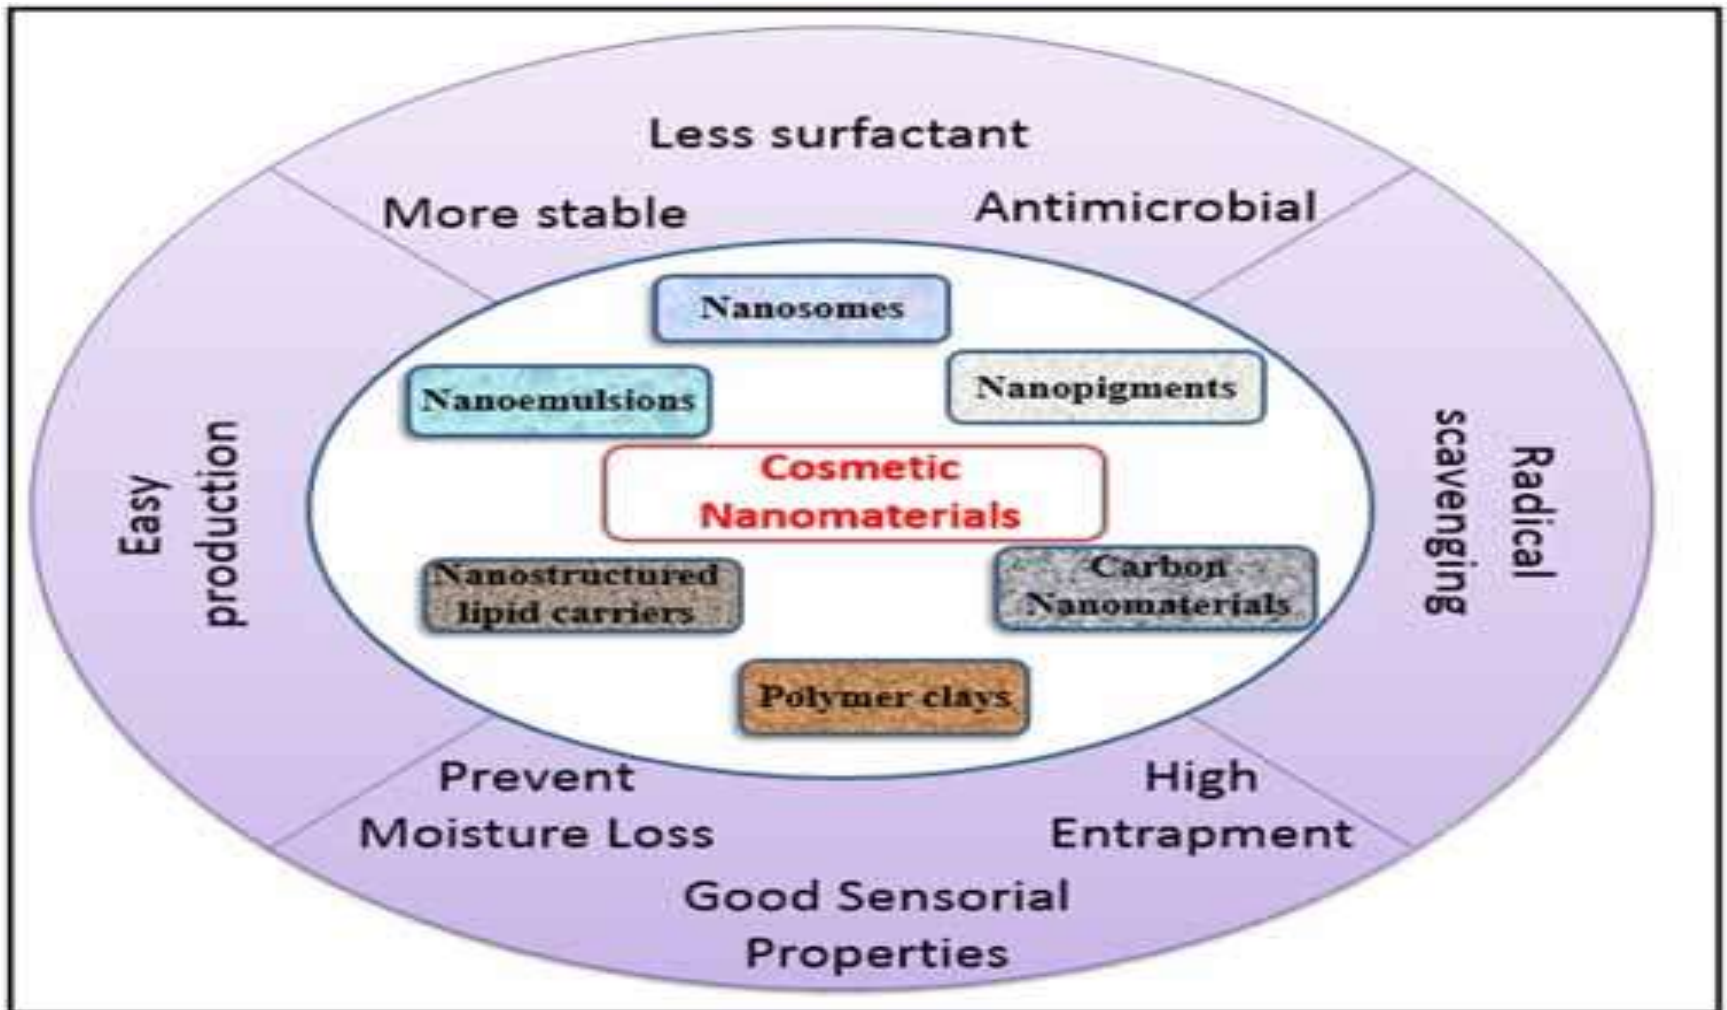 Less surfactant
More stable
Antimicrobial
Nanosomes
Nanoemulsions
Nanopigments
Cosmetic
Nanomaterials
Easy
production
Radical
scavenging
Nanostructured
lipid carriers
Carbon
Nanomaterials
Polymer clays
Prevent
Moisture Loss
High
Entrapment
Good Sensorial
Properties